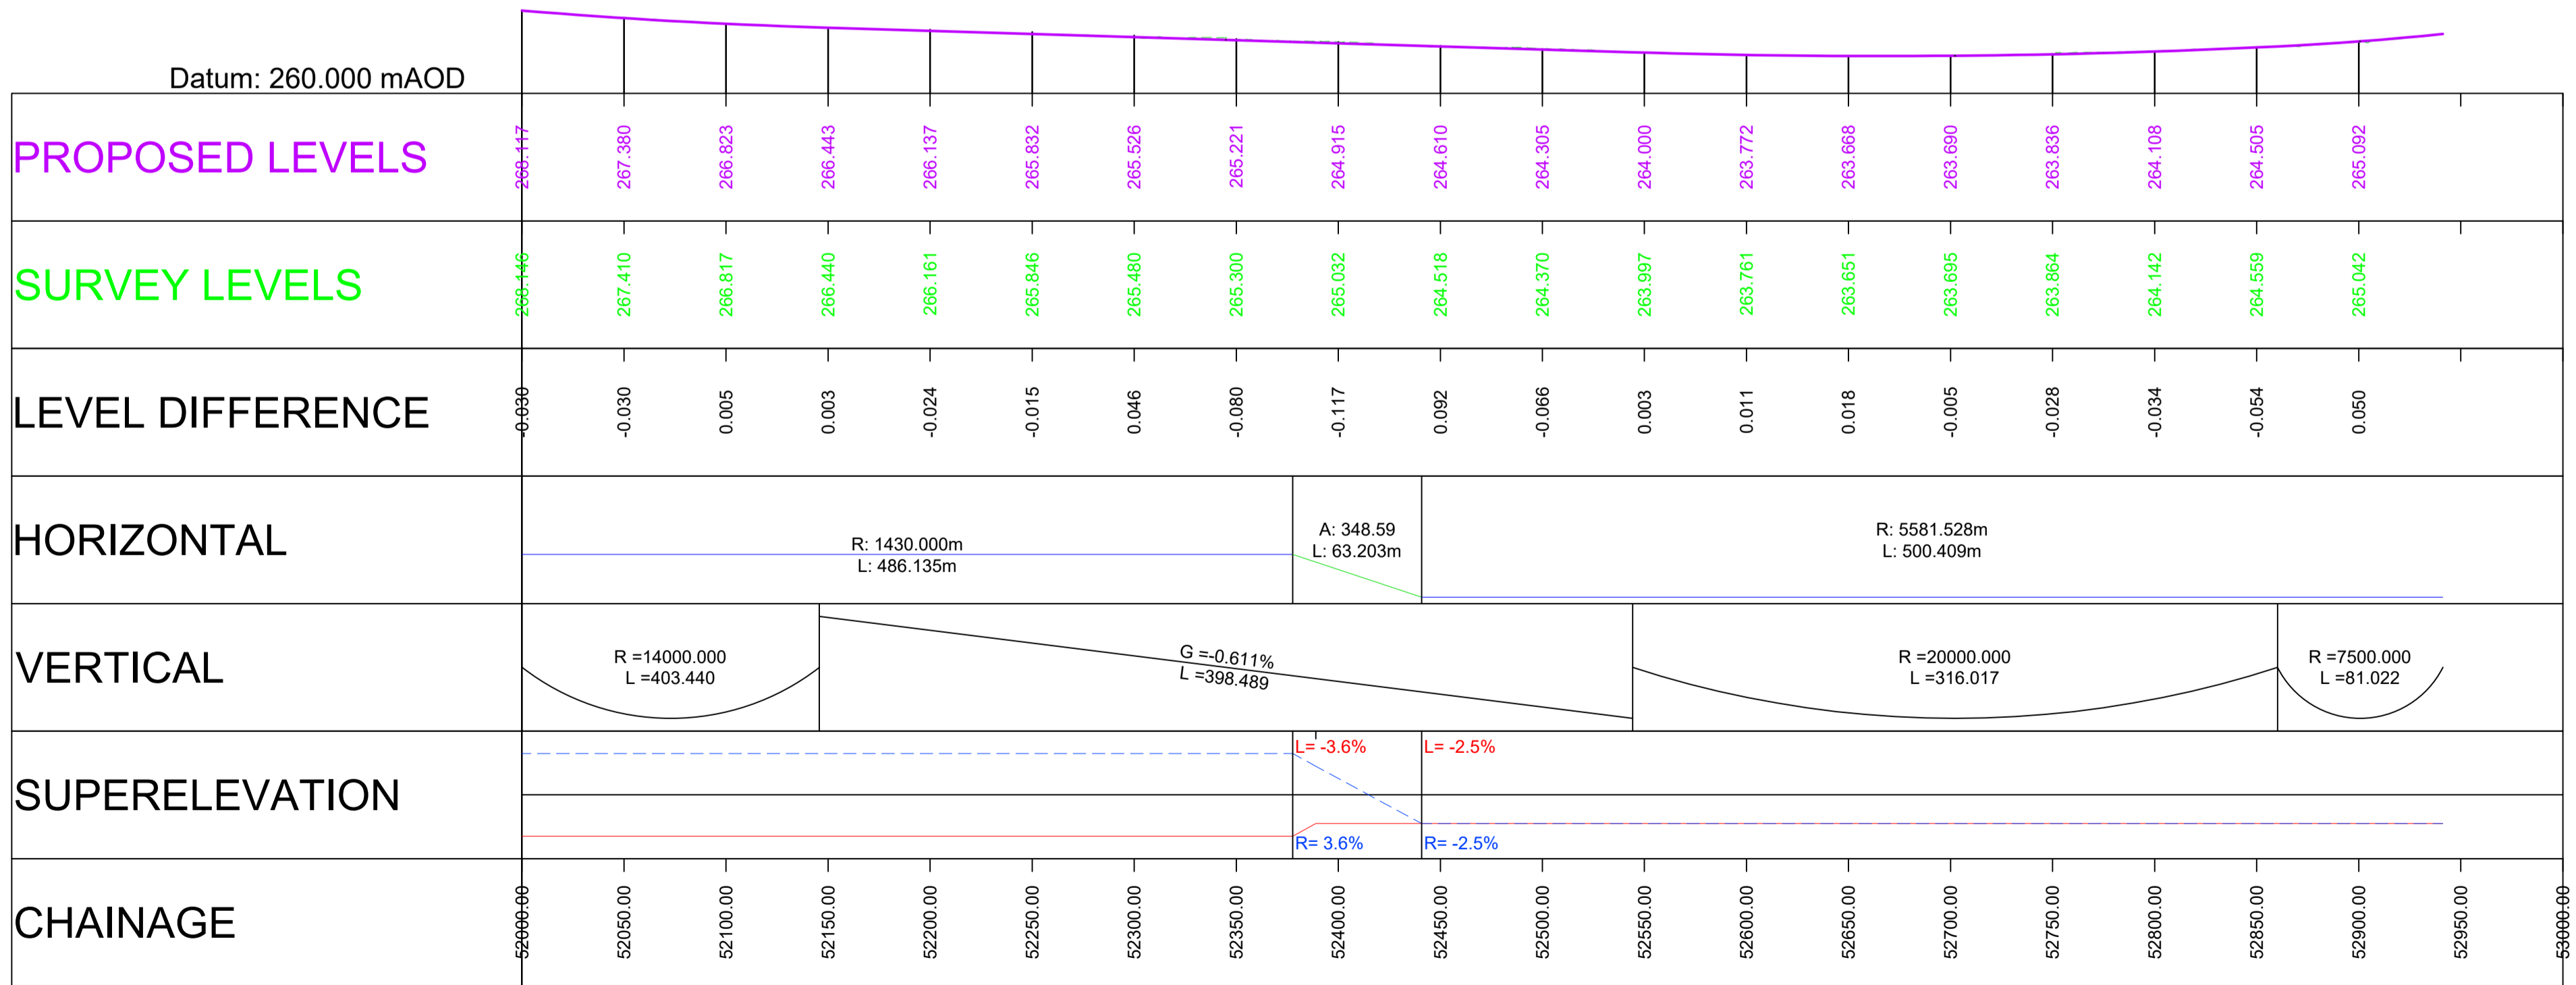 Datum: 260.000 mAOD
PROPOSED LEVELS
268.117 267.380 266.823 266.443 266.137 265.832 265.526 265.221 264.915 264.610 264.305 264.000 263.772 263.668 263.690 263.836 264.108 264.505 265.092
SURVEY LEVELS
268.146 267.410 266.817 266.440 266.161 265.846 265.480 265.300 265.032 264.518 264.370 263.997 263.761 263.651 263.695 263.864 264.142 264.559 265.042
LEVEL DIFFERENCE
-0.030 -0.030 0.005 0.003 -0.024 -0.015 0.046 -0.080 -0.117 0.092 -0.066 0.003 0.011 0.018 -0.005 -0.028 -0.034 -0.054 0.050
HORIZONTAL
R: 1430.000m
L: 486.135m
A: 348.59
L: 63.203m
R: 5581.528m
L: 500.409m
VERTICAL
R =14000.000
L =403.440
G =-0.611%
L =398.489
R =20000.000
L =316.017
R =7500.000
L =81.022
SUPERELEVATION
L= -3.6%
L= -2.5%
R= 3.6%
R= -2.5%
CHAINAGE
52000.00 52050.00 52100.00 52150.00 52200.00 52250.00 52300.00 52350.00 52400.00 52450.00 52500.00 52550.00 52600.00 52650.00 52700.00 52750.00 52800.00 52850.00 52900.00 52950.00 53000.00